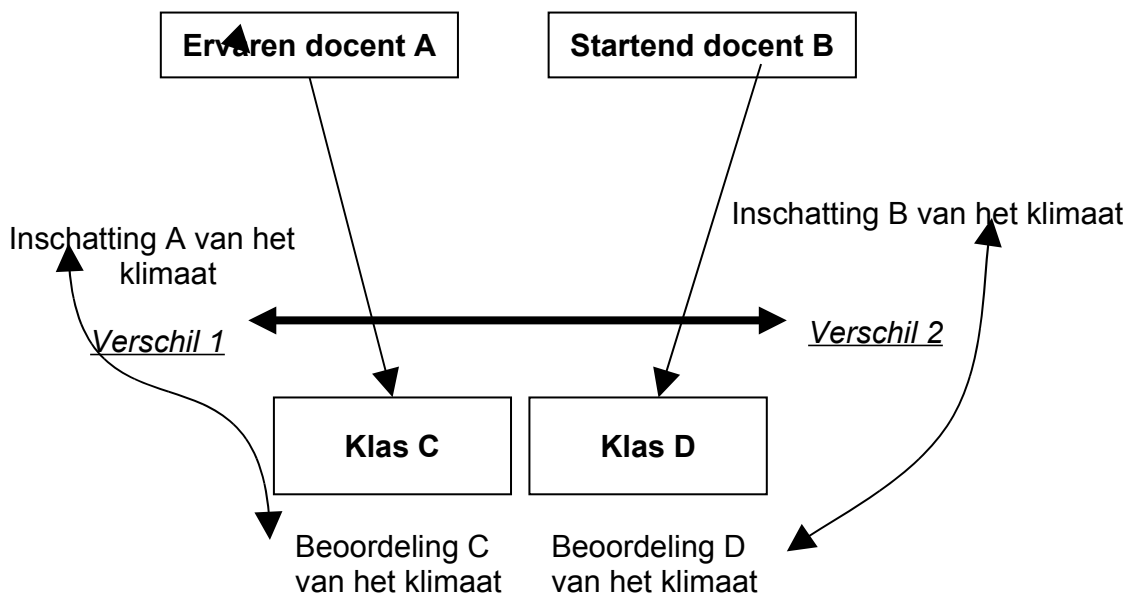 Ervaren docent A
Startend docent B
Inschatting B van het klimaat
Inschatting A van het
klimaat
Verschil 1
Verschil 2
Klas C
Klas D
Beoordeling C
van het klimaat
Beoordeling D
van het klimaat